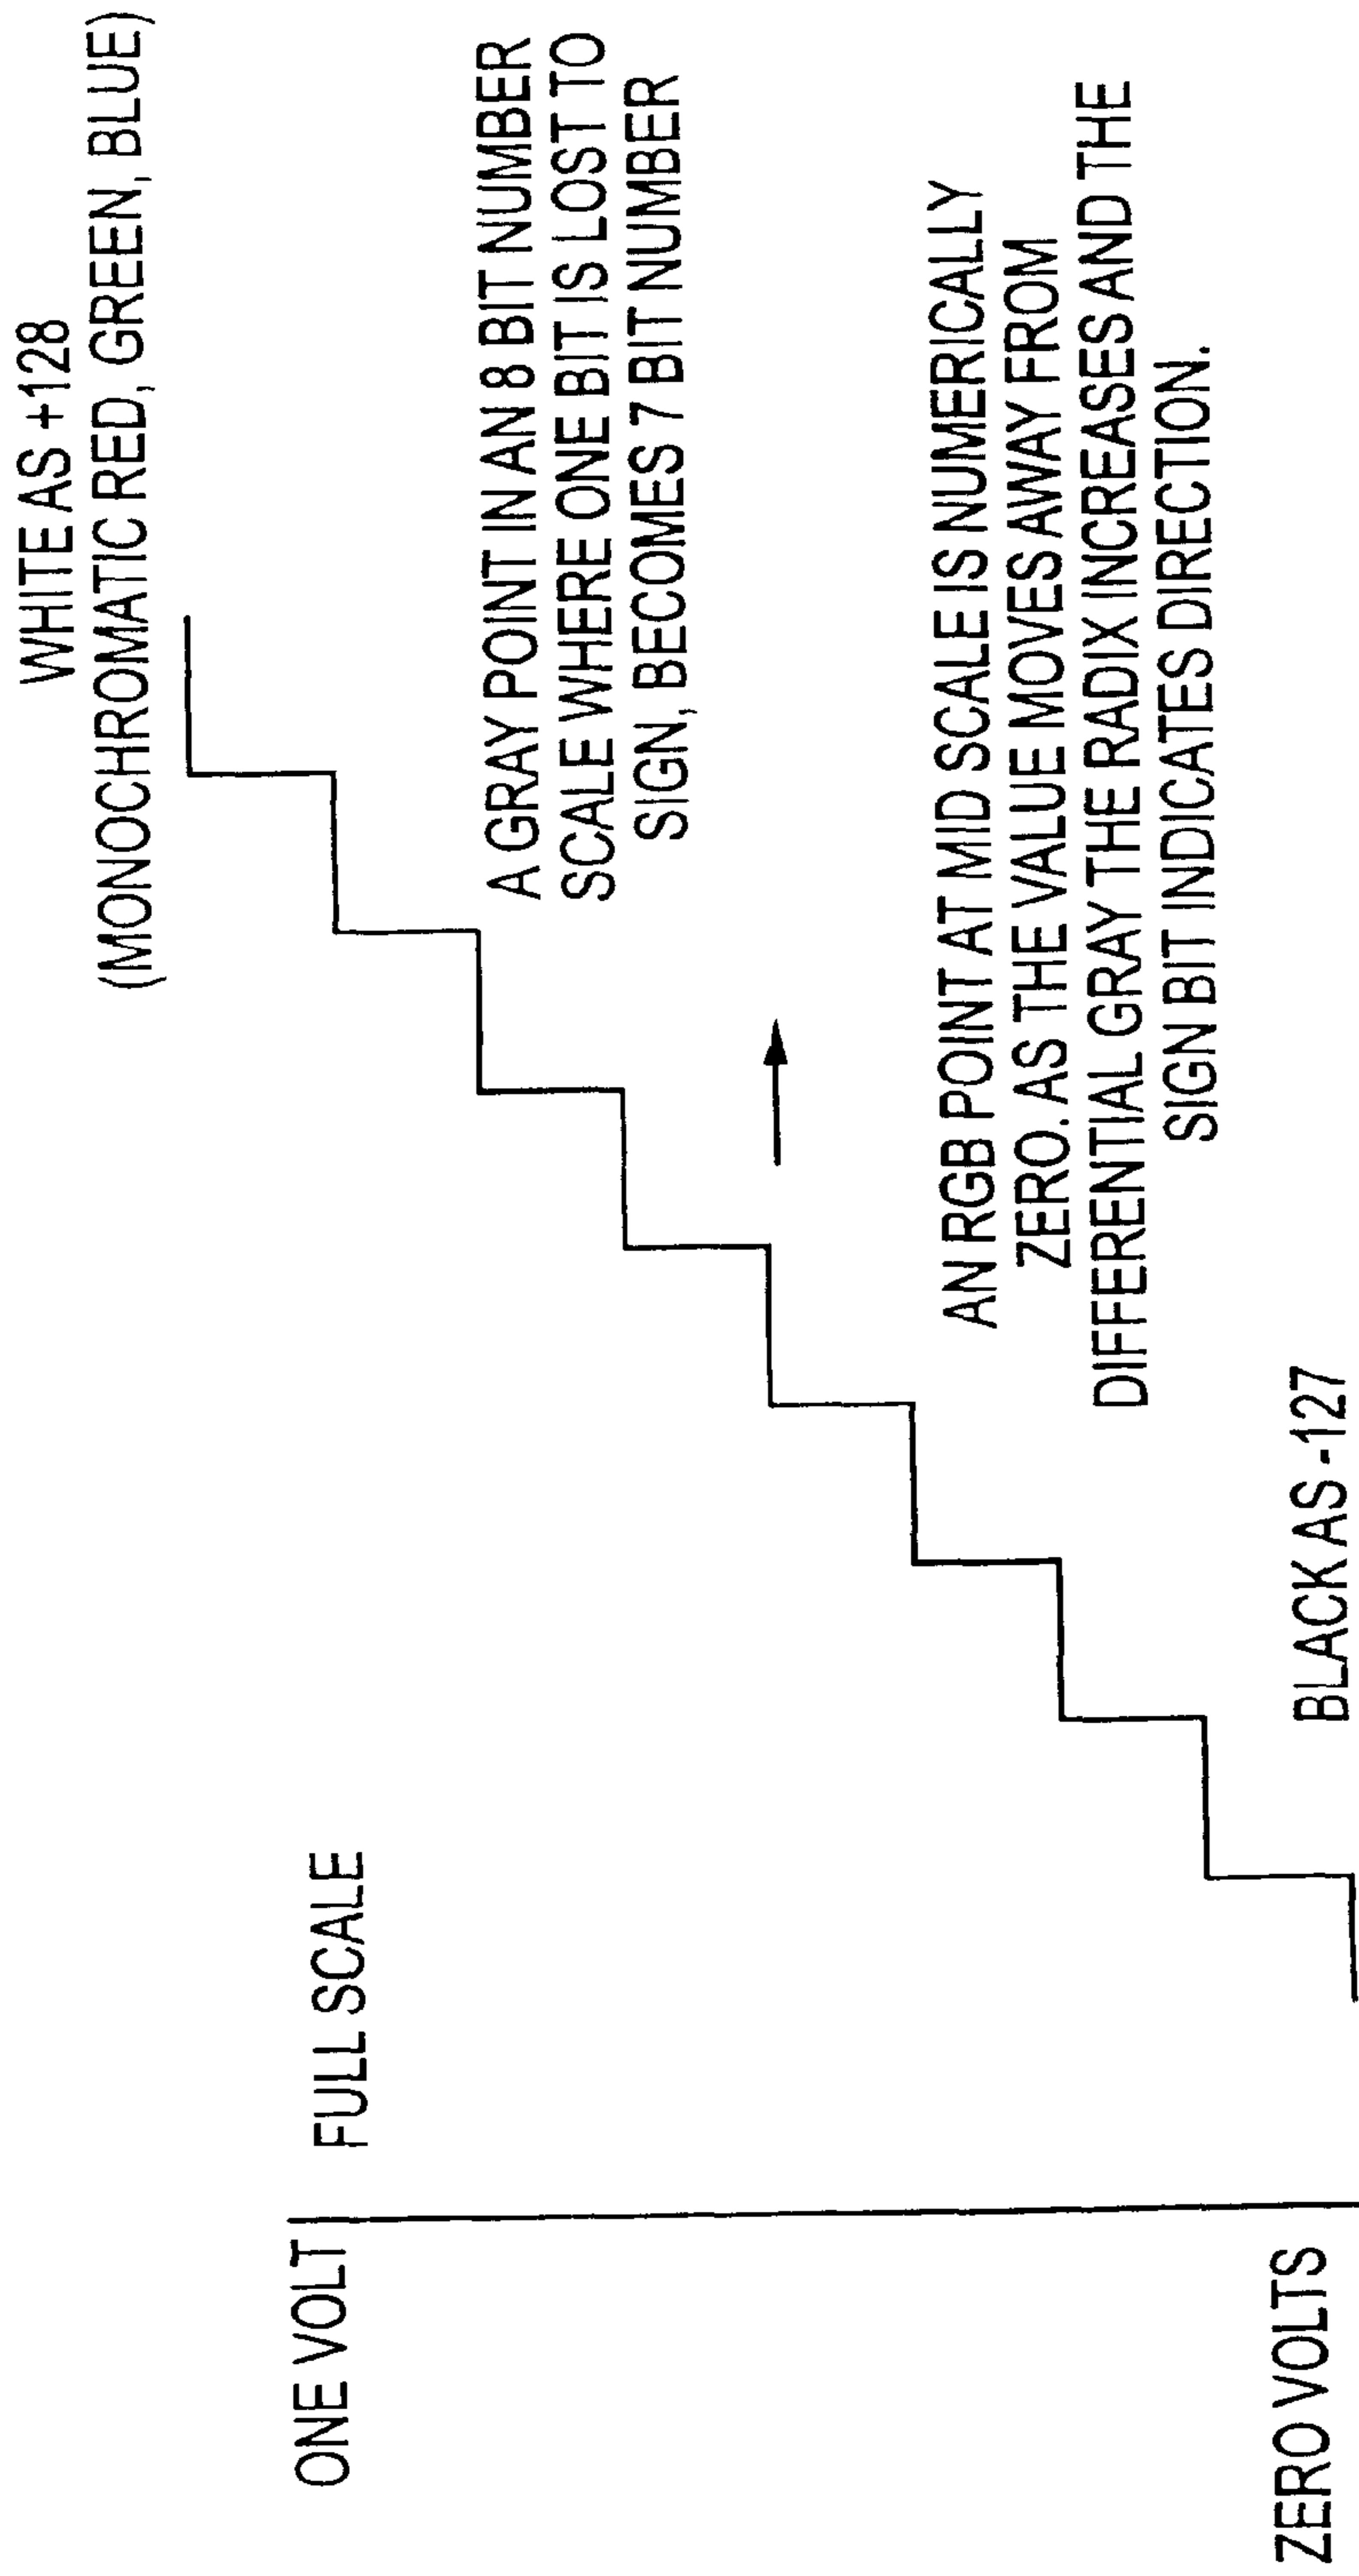 WHITE AS +128
(MONOCHROMATIC RED, GREEN, BLUE)
ONE VOLT
FULL SCALE
A GRAY POINT IN AN 8 BIT NUMBER
SCALE WHERE ONE BIT IS LOST TO
SIGN, BECOMES 7 BIT NUMBER
AN RGB POINT AT MID SCALE IS NUMERICALLY
ZERO. AS THE VALUE MOVES AWAY FROM
DIFFERENTIAL GRAY THE RADIX INCREASES AND THE
SIGN BIT INDICATES DIRECTION.
ZERO VOLTS
BLACK AS -127